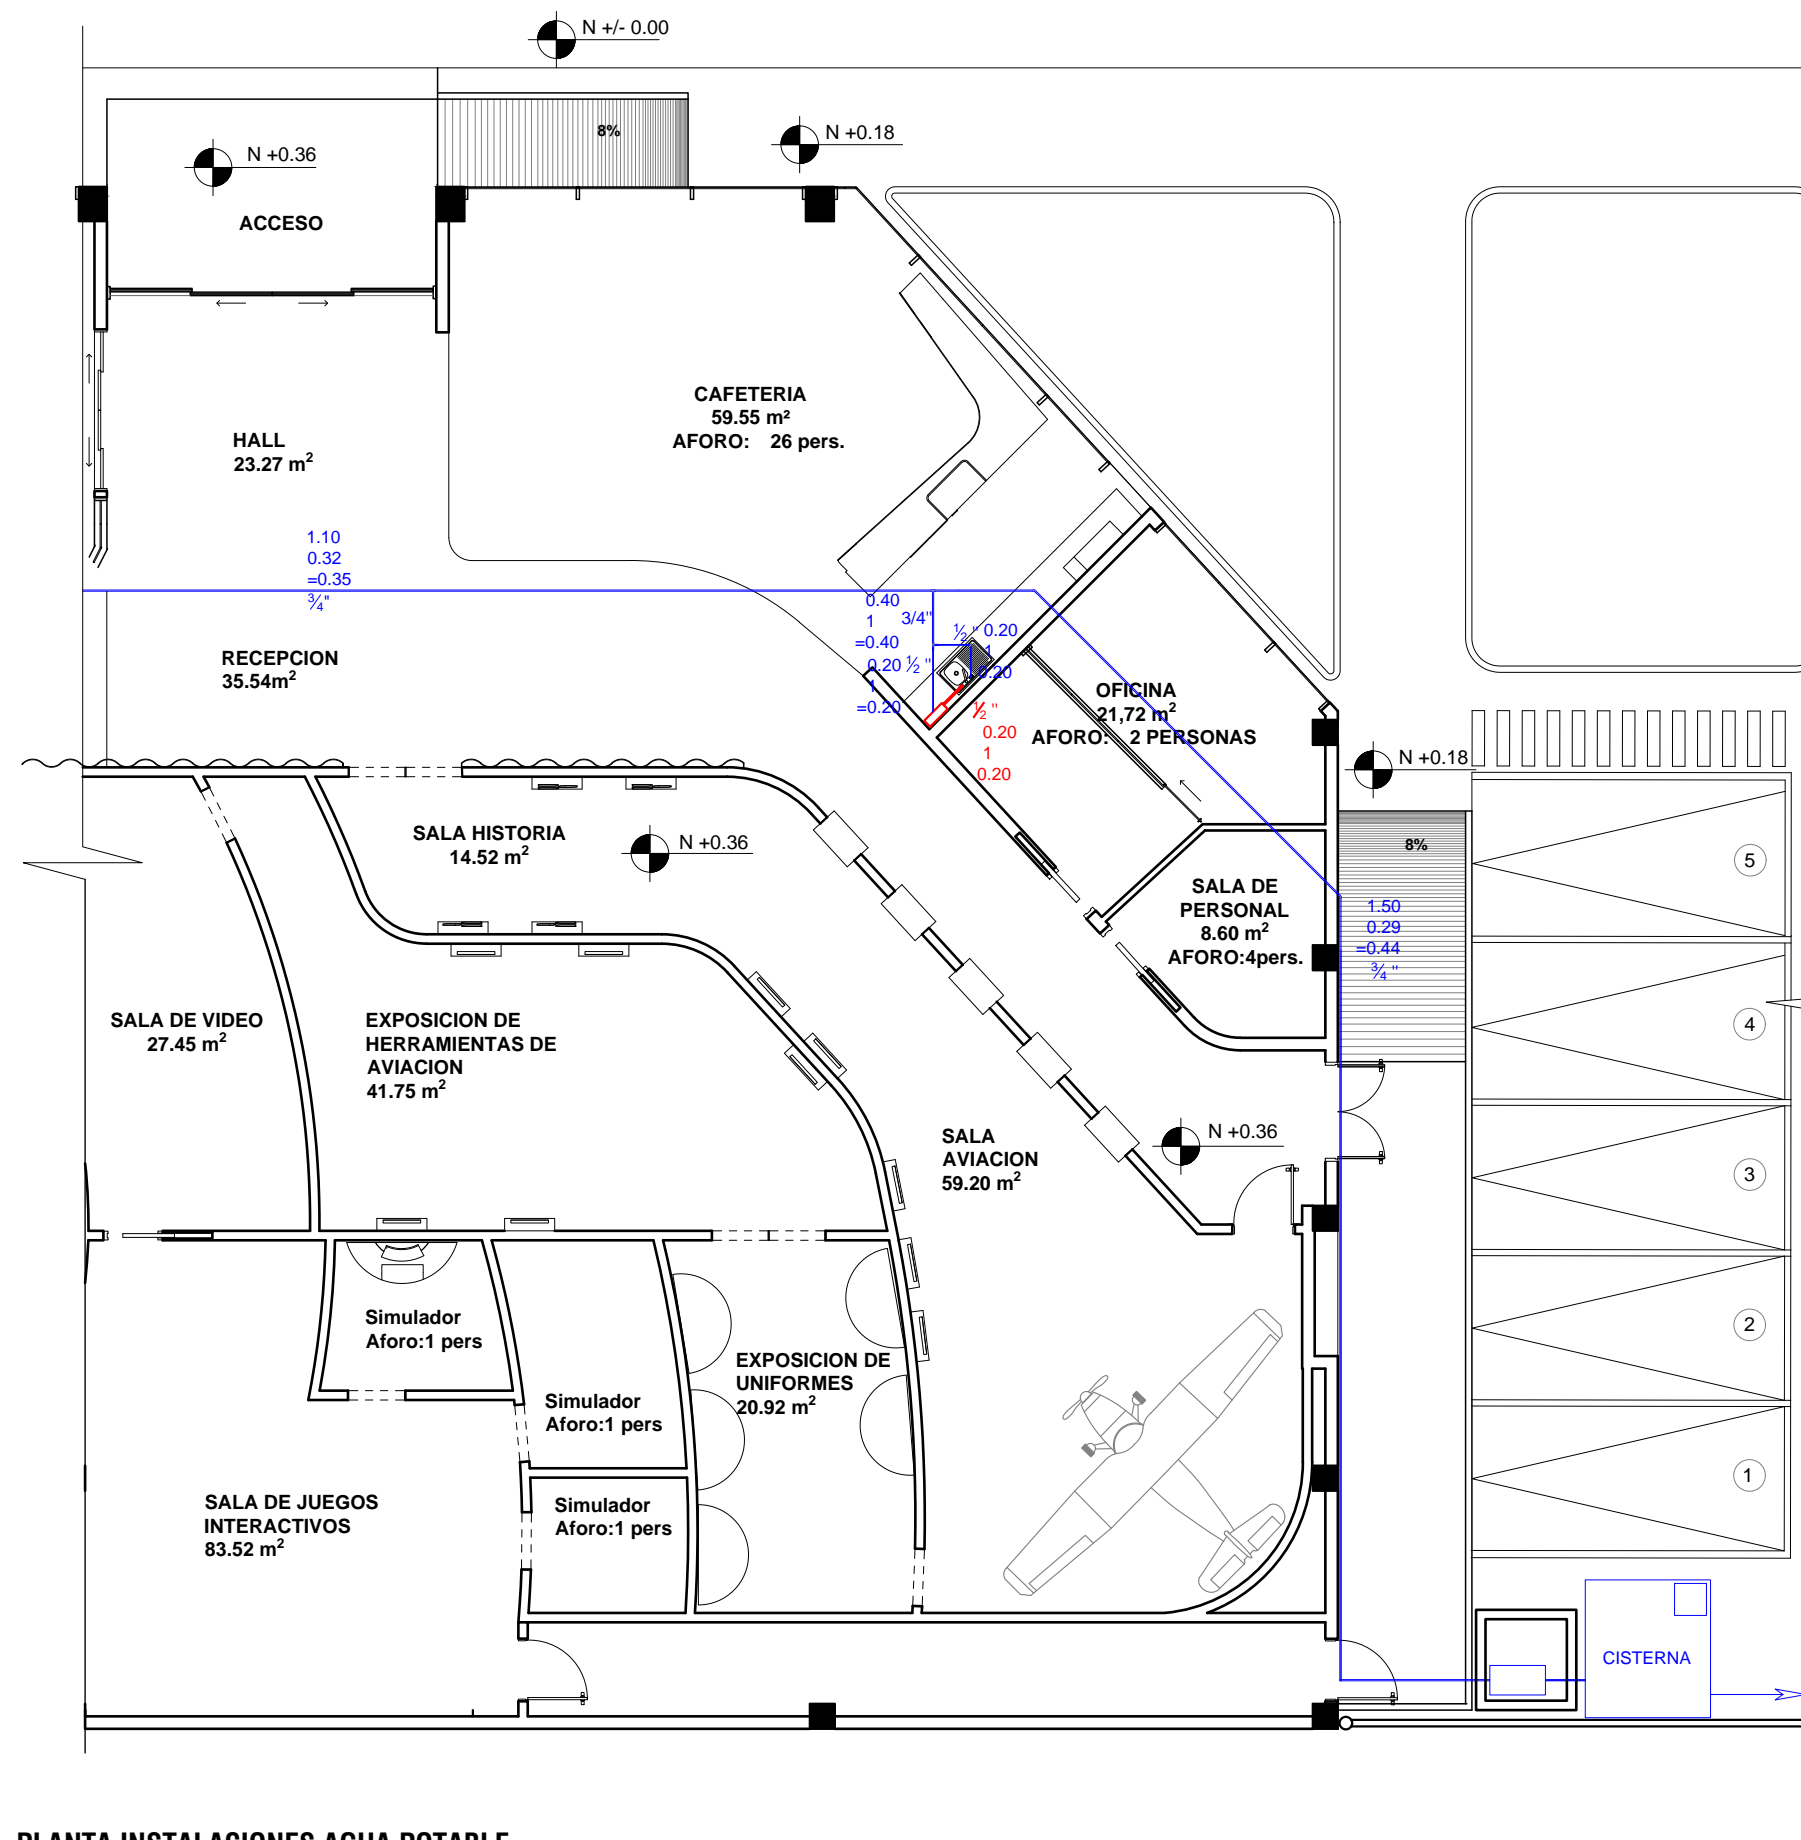 N +/- 0.00
8%
N +0.18
N +0.36
ACCESO
CAFETERIA
59.55 m²
AFORO: 26 pers.
HALL
23.27 m2
1.10
0.32
=0.35
¾"
0.40
1
=0.40
3/4"
0.20
½ "
1
=0.20
½ "
0.20
1
0.20
½ "
0.20
1
0.20
RECEPCION
35.54m2
OFICINA
21,72 m2
AFORO: 2 PERSONAS
N +0.18
8%
SALA HISTORIA
14.52 m2
N +0.36
SALA DE
PERSONAL
8.60 m2
AFORO:4pers.
1.50
0.29
=0.44
¾ "
5
4
3
2
1
SALA DE VIDEO
27.45 m2
EXPOSICION DE
HERRAMIENTAS DE
AVIACION
41.75 m2
SALA
AVIACION
59.20 m2
N +0.36
Simulador
Aforo:1 pers
EXPOSICION DE
UNIFORMES
20.92 m2
Simulador
Aforo:1 pers
SALA DE JUEGOS
INTERACTIVOS
83.52 m2
Simulador
Aforo:1 pers
CISTERNA
PLANTA INSTALACIONES AGUA POTABLE